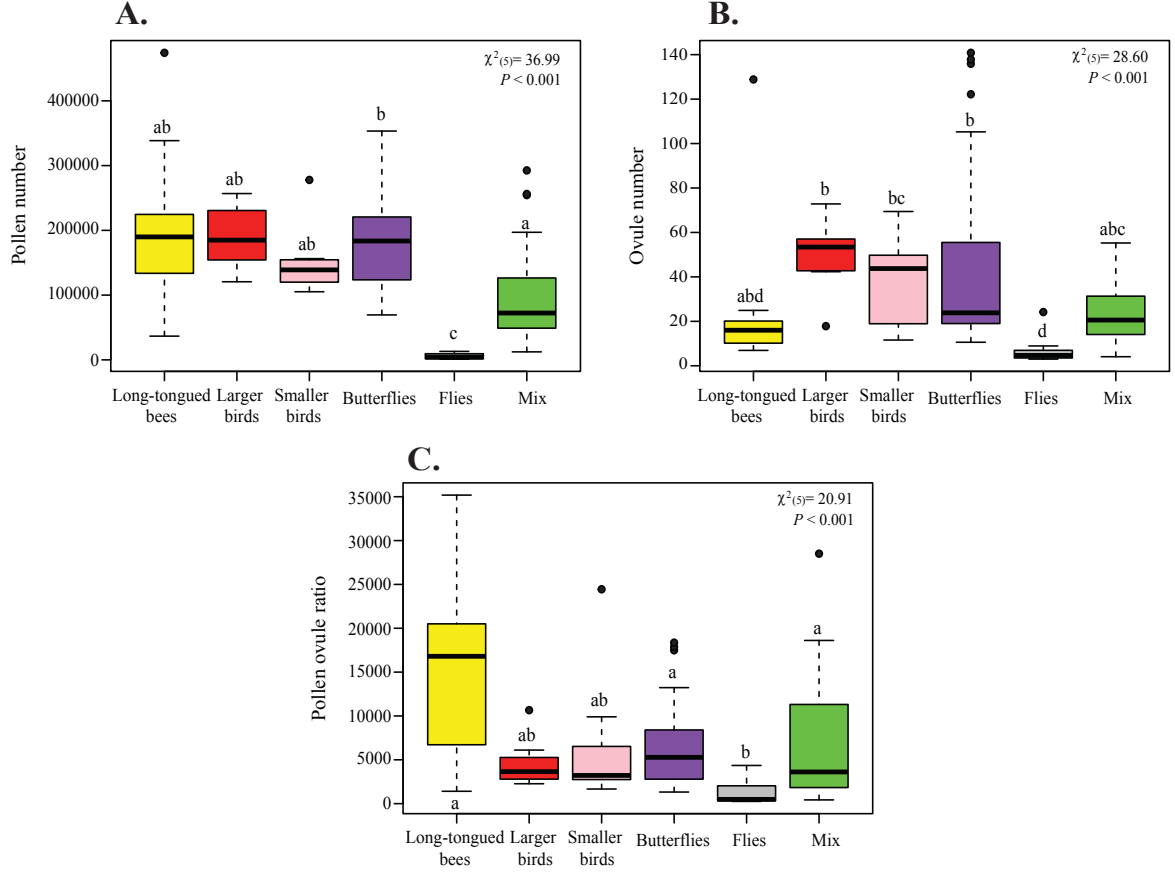 A.
χ²(5)= 36.99
P < 0.001
Pollen number
400000
300000
200000
100000
0
ab
ab
ab
b
c
a
Long-tongued bees
Larger birds
Smaller birds
Butterflies
Flies
Mix
B.
χ²(5)= 28.60
P < 0.001
Ovule number
140
120
100
80
60
40
20
0
abd
b
bc
b
d
abc
Long-tongued bees
Larger birds
Smaller birds
Butterflies
Flies
Mix
C.
χ²(5)= 20.91
P < 0.001
Pollen ovule ratio
35000
30000
25000
20000
15000
10000
5000
0
a
ab
ab
a
b
a
Long-tongued bees
Larger birds
Smaller birds
Butterflies
Flies
Mix